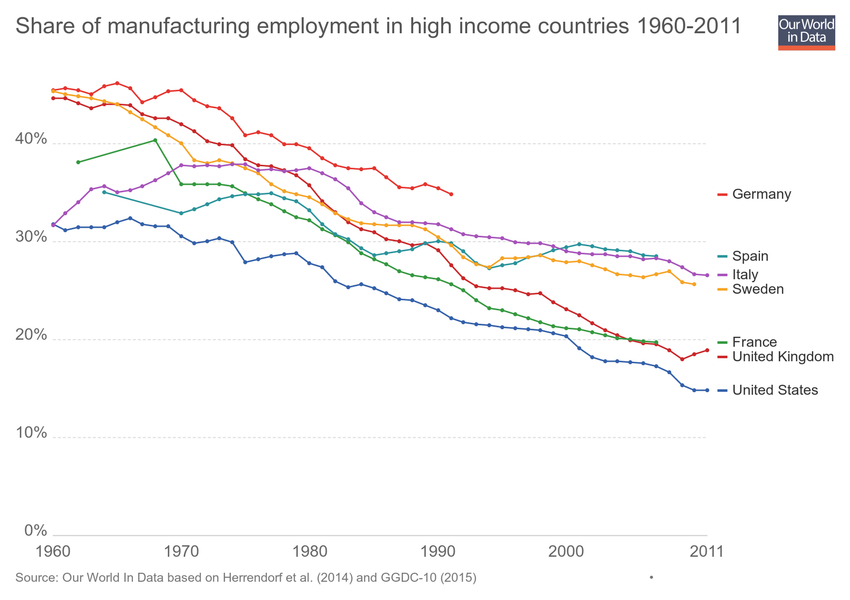 Share of manufacturing employment in high income countries 1960-2011
Our World
in Data
40%
30%
20%
10%
0%
Germany
Spain
Italy
Sweden
France
United Kingdom
United States
1960
1970
1980
1990
2000
2011
Source: Our World In Data based on Herrendorf et al. (2014) and GGDC-10 (2015)